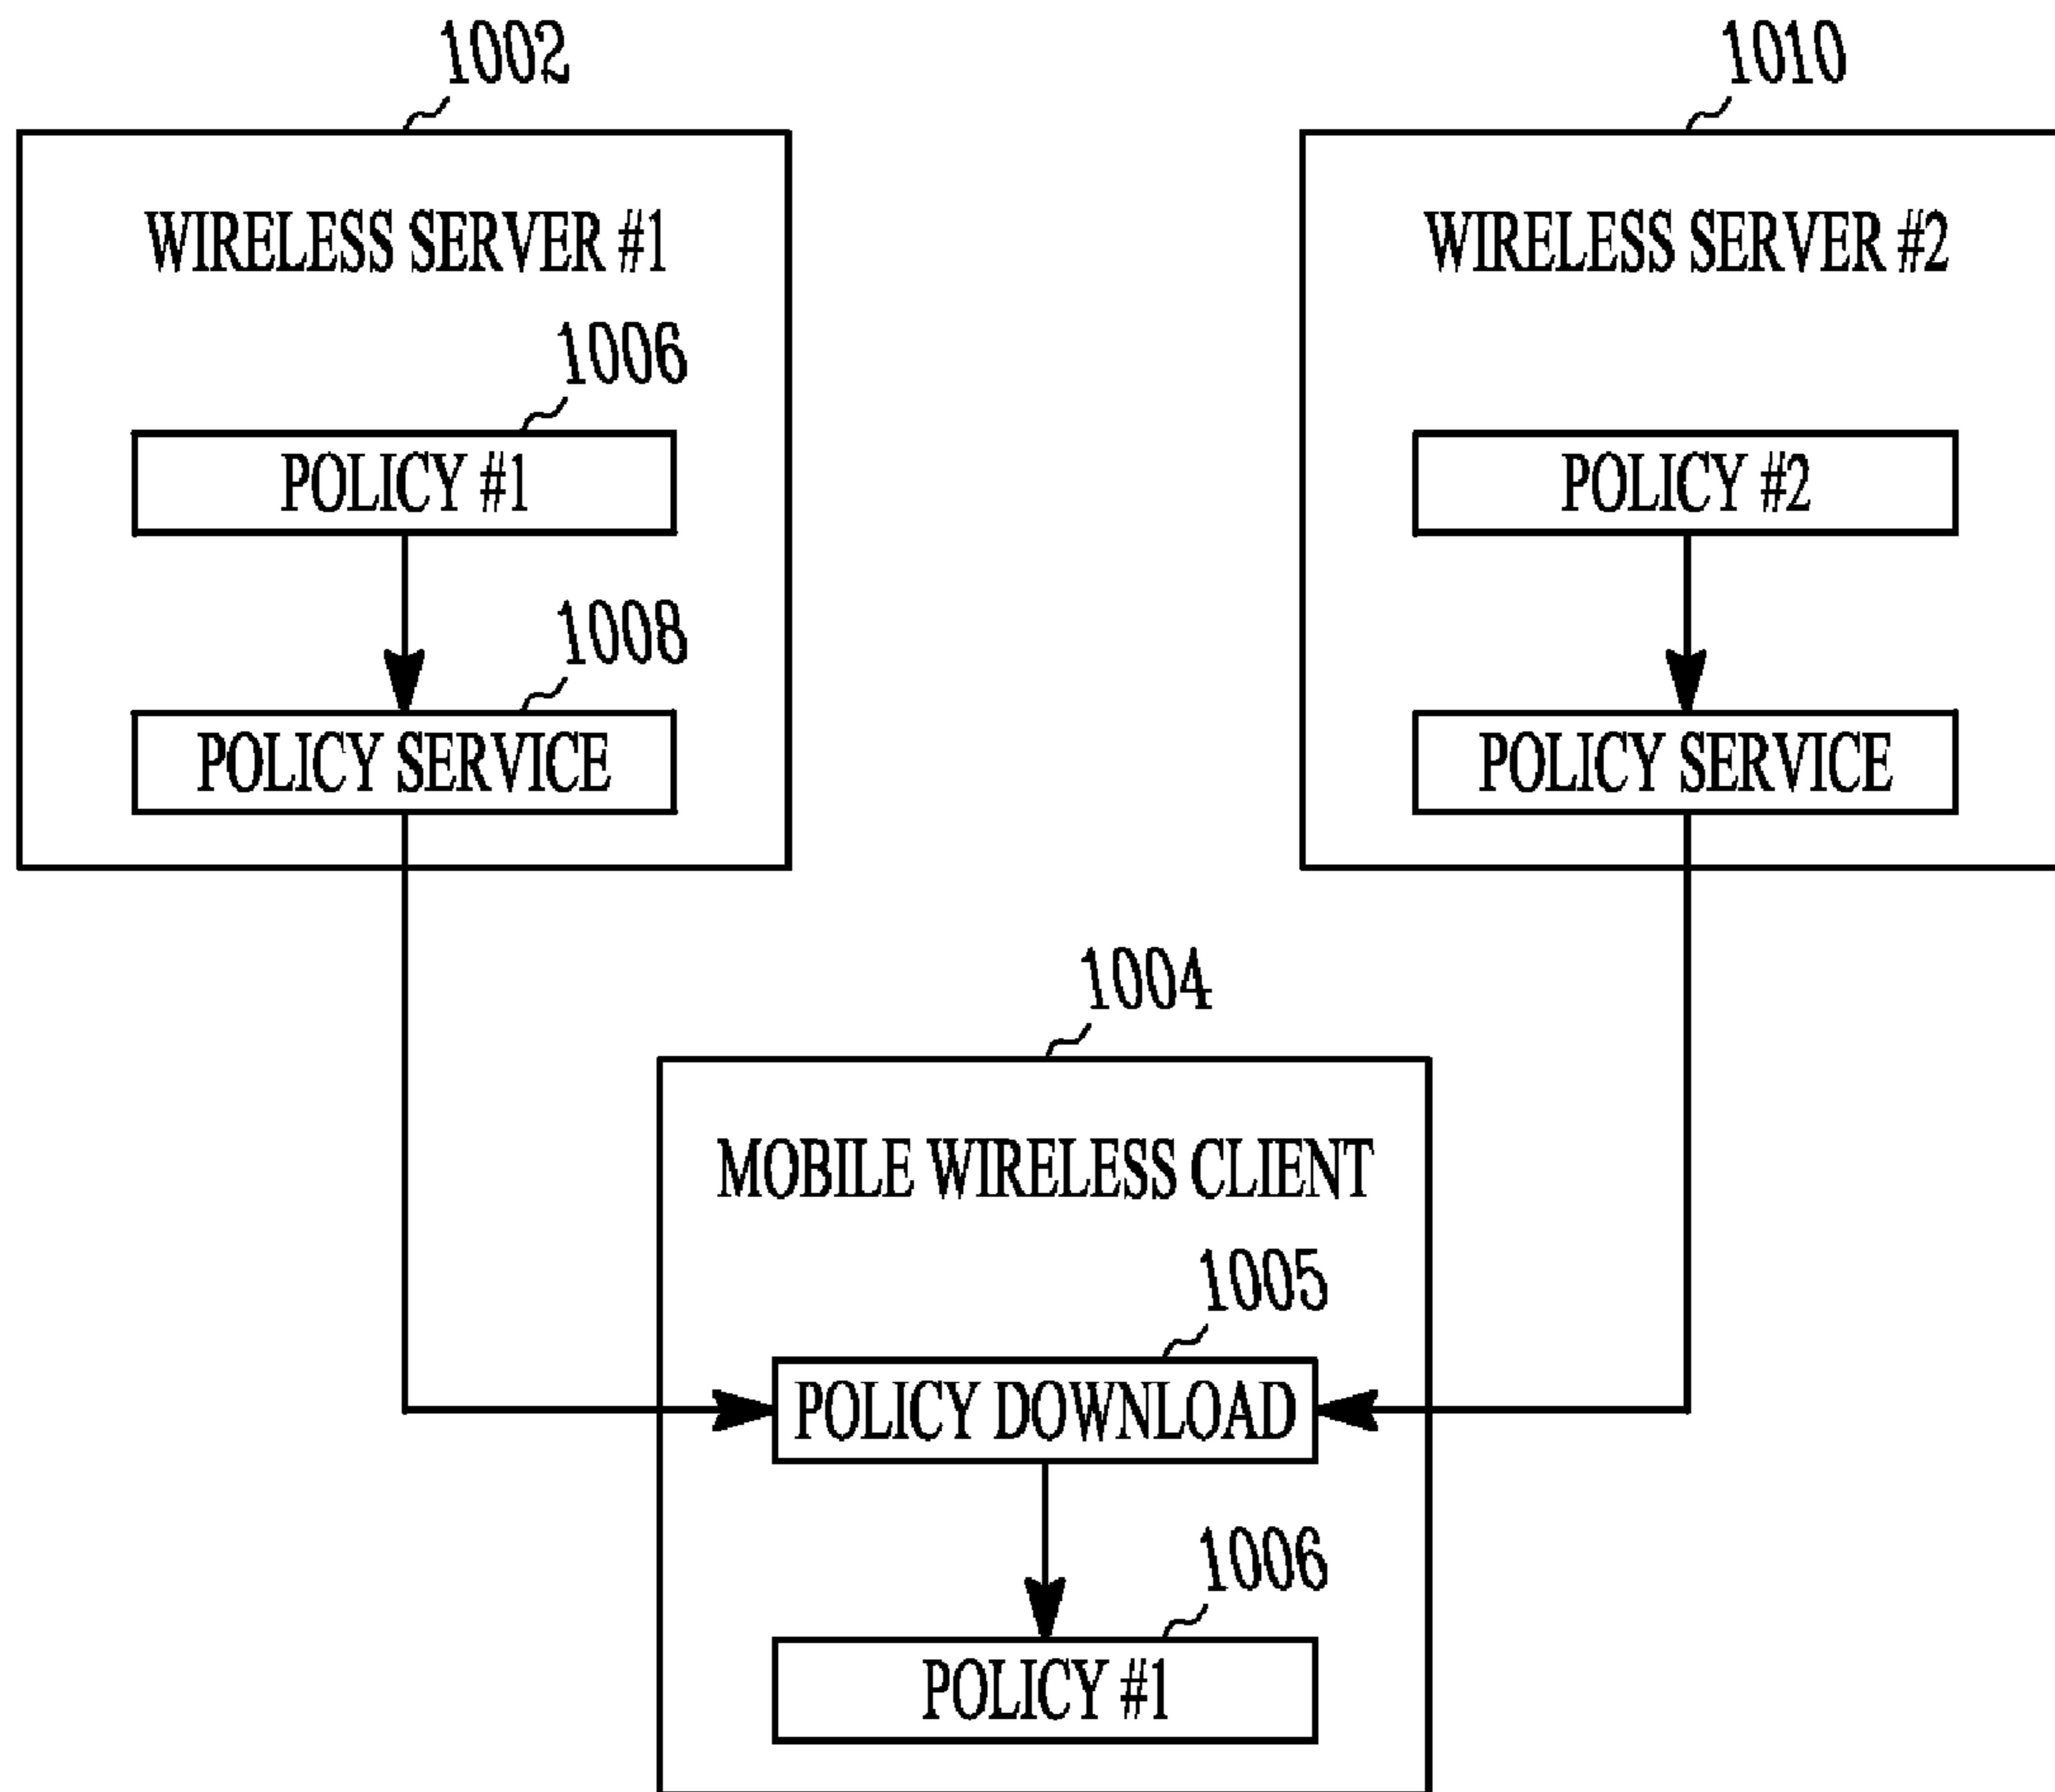 1002
WIRELESS SERVER #1
1006
POLICY #1
1008
POLICY SERVICE
1010
WIRELESS SERVER #2
POLICY #2
POLICY SERVICE
1004
MOBILE WIRELESS CLIENT
1005
POLICY DOWNLOAD
1006
POLICY #1